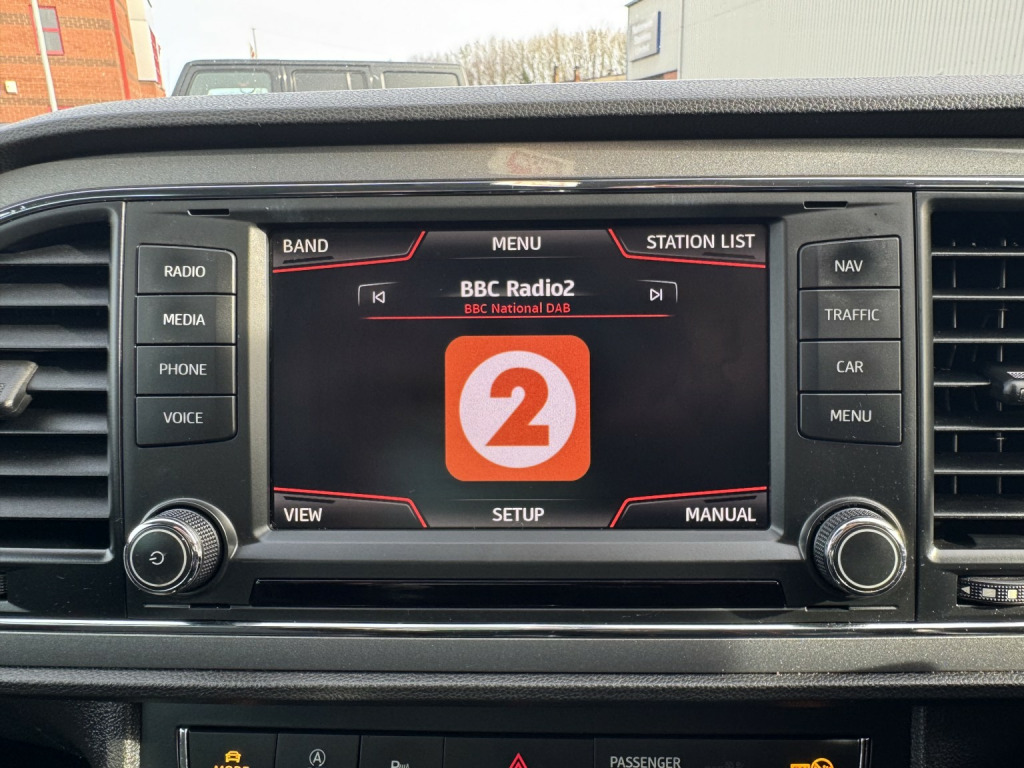 BAND MENU STATION LIST
RADIO
MEDIA
PHONE
VOICE
BBC Radio2
BBC National DAB
2
NAV
TRAFFIC
CAR
MENU
VIEW SETUP MANUAL
MODE
A
P
PASSENGER